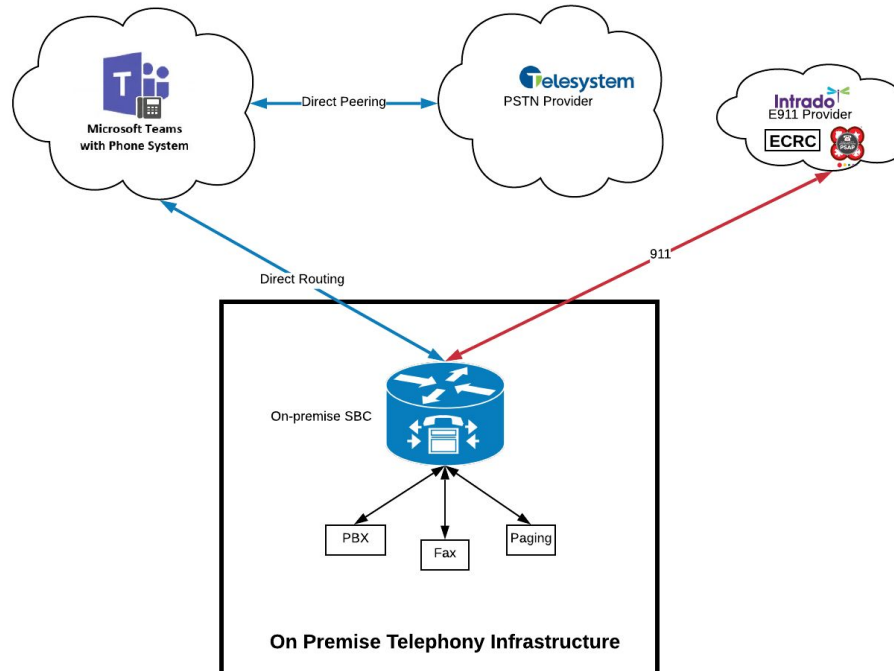 Microsoft Teams
with Phone System
Direct Peering
Telesystem
PSTN Provider
Intrado
E911 Provider
ECRC
PSAP
Direct Routing
911
On-premise SBC
PBX
Fax
Paging
On Premise Telephony Infrastructure